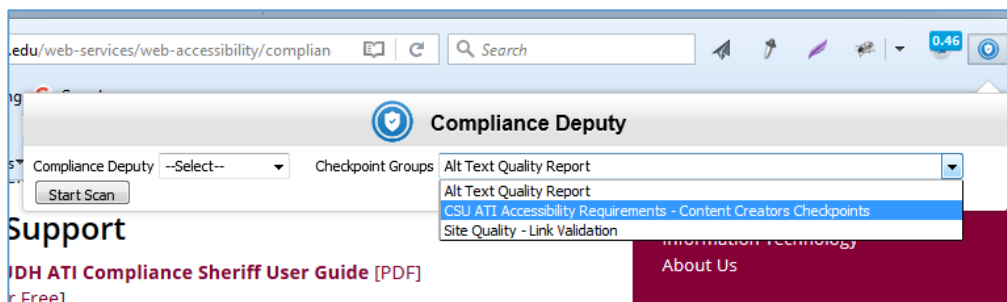 .edu/web-services/web-accessibility/complian
Search
0.46
Compliance Deputy
Compliance Deputy --Select-- Checkpoint Groups Alt Text Quality Report
Start Scan
Alt Text Quality Report
CSU ATI Accessibility Requirements - Content Creators Checkpoints
Site Quality - Link Validation
Support
Information Technology
UDH ATI Compliance Sheriff User Guide [PDF]
About Us
r Free]